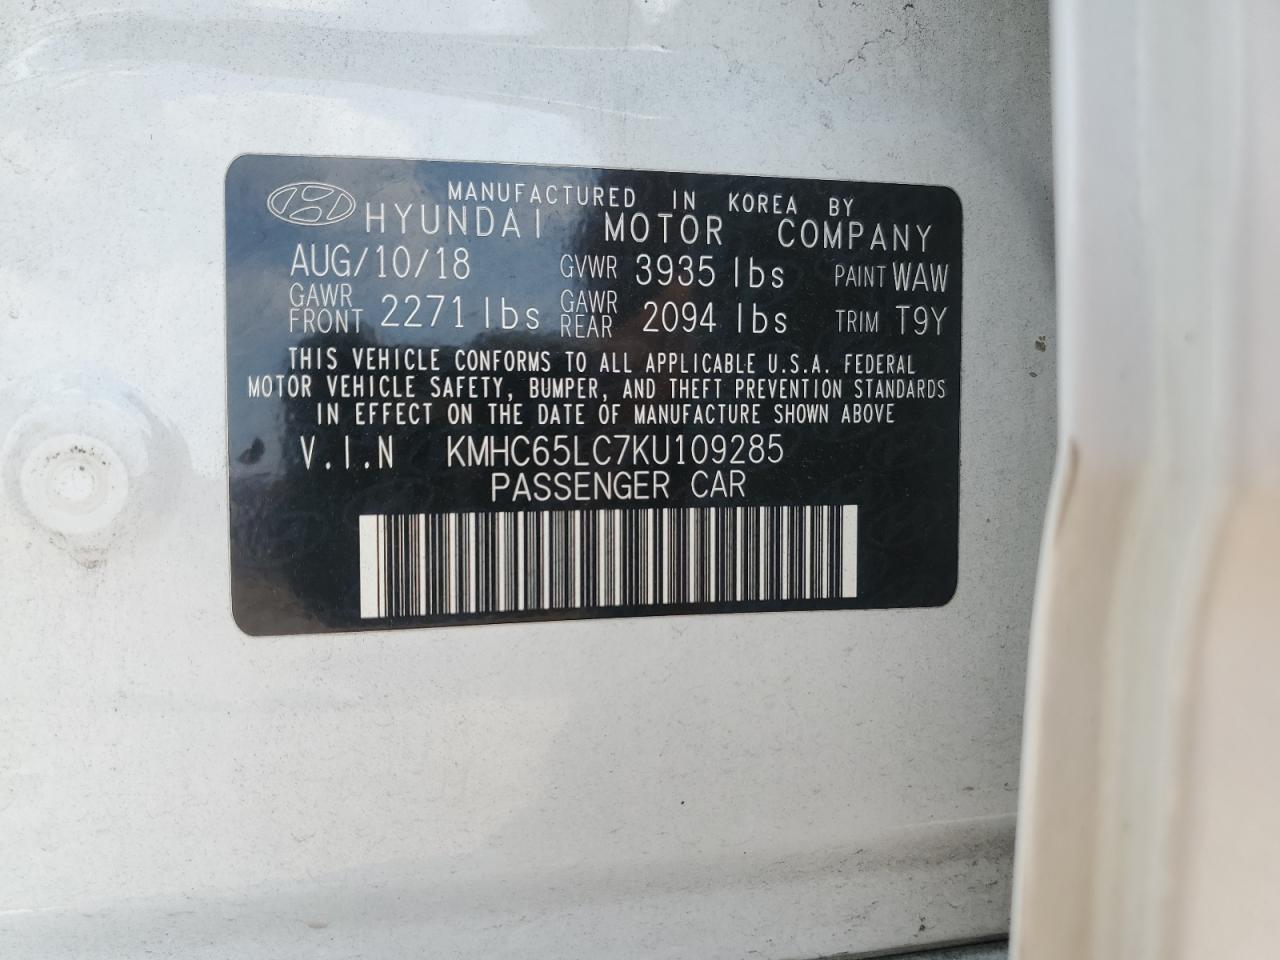 MANUFACTURED IN KOREA BY
HYUNDAI MOTOR COMPANY
AUG/10/18 GVWR 3935 lbs PAINT WAW
GAWR FRONT 2271 lbs GAWR REAR 2094 lbs TRIM T9Y
THIS VEHICLE CONFORMS TO ALL APPLICABLE U.S.A. FEDERAL
MOTOR VEHICLE SAFETY, BUMPER, AND THEFT PREVENTION STANDARDS
IN EFFECT ON THE DATE OF MANUFACTURE SHOWN ABOVE
V.I.N KMHC65LC7KU109285
PASSENGER CAR